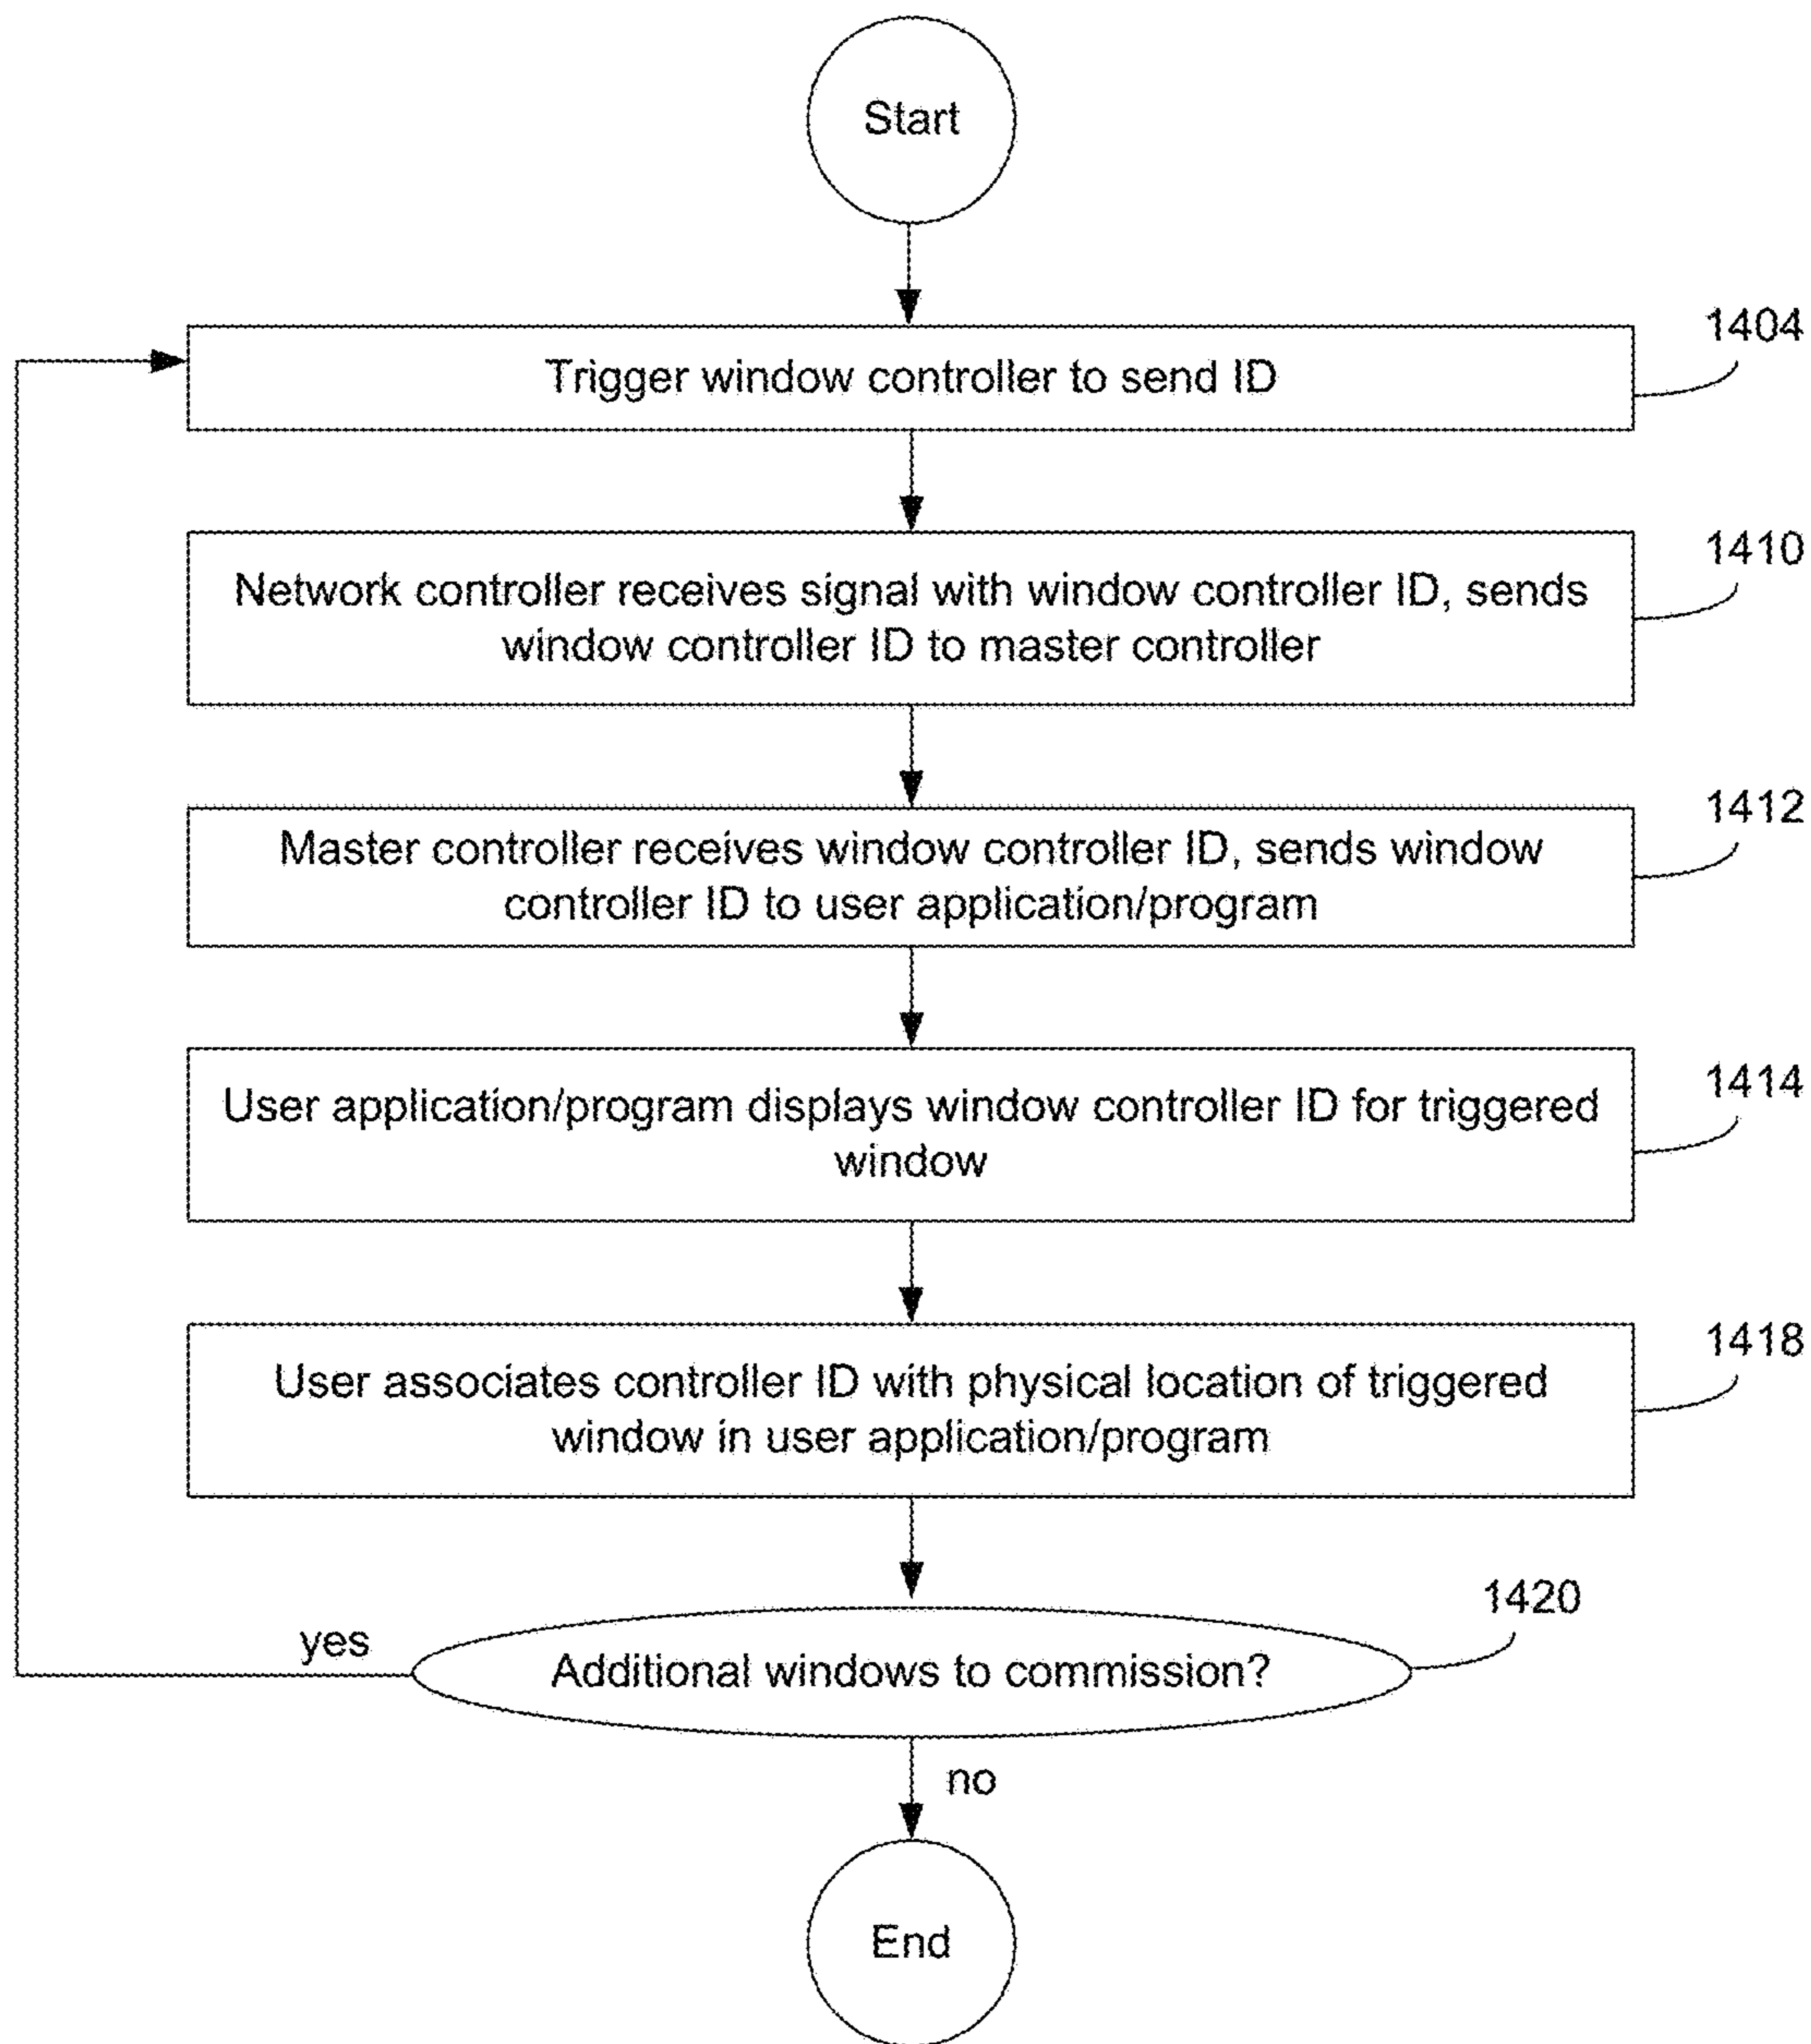 Start
1404
Trigger window controller to send ID
1410
Network controller receives signal with window controller ID, sends
window controller ID to master controller
1412
Master controller receives window controller ID, sends window
controller ID to user application/program
1414
User application/program displays window controller ID for triggered
window
1418
User associates controller ID with physical location of triggered
window in user application/program
1420
yes
Additional windows to commission?
no
End